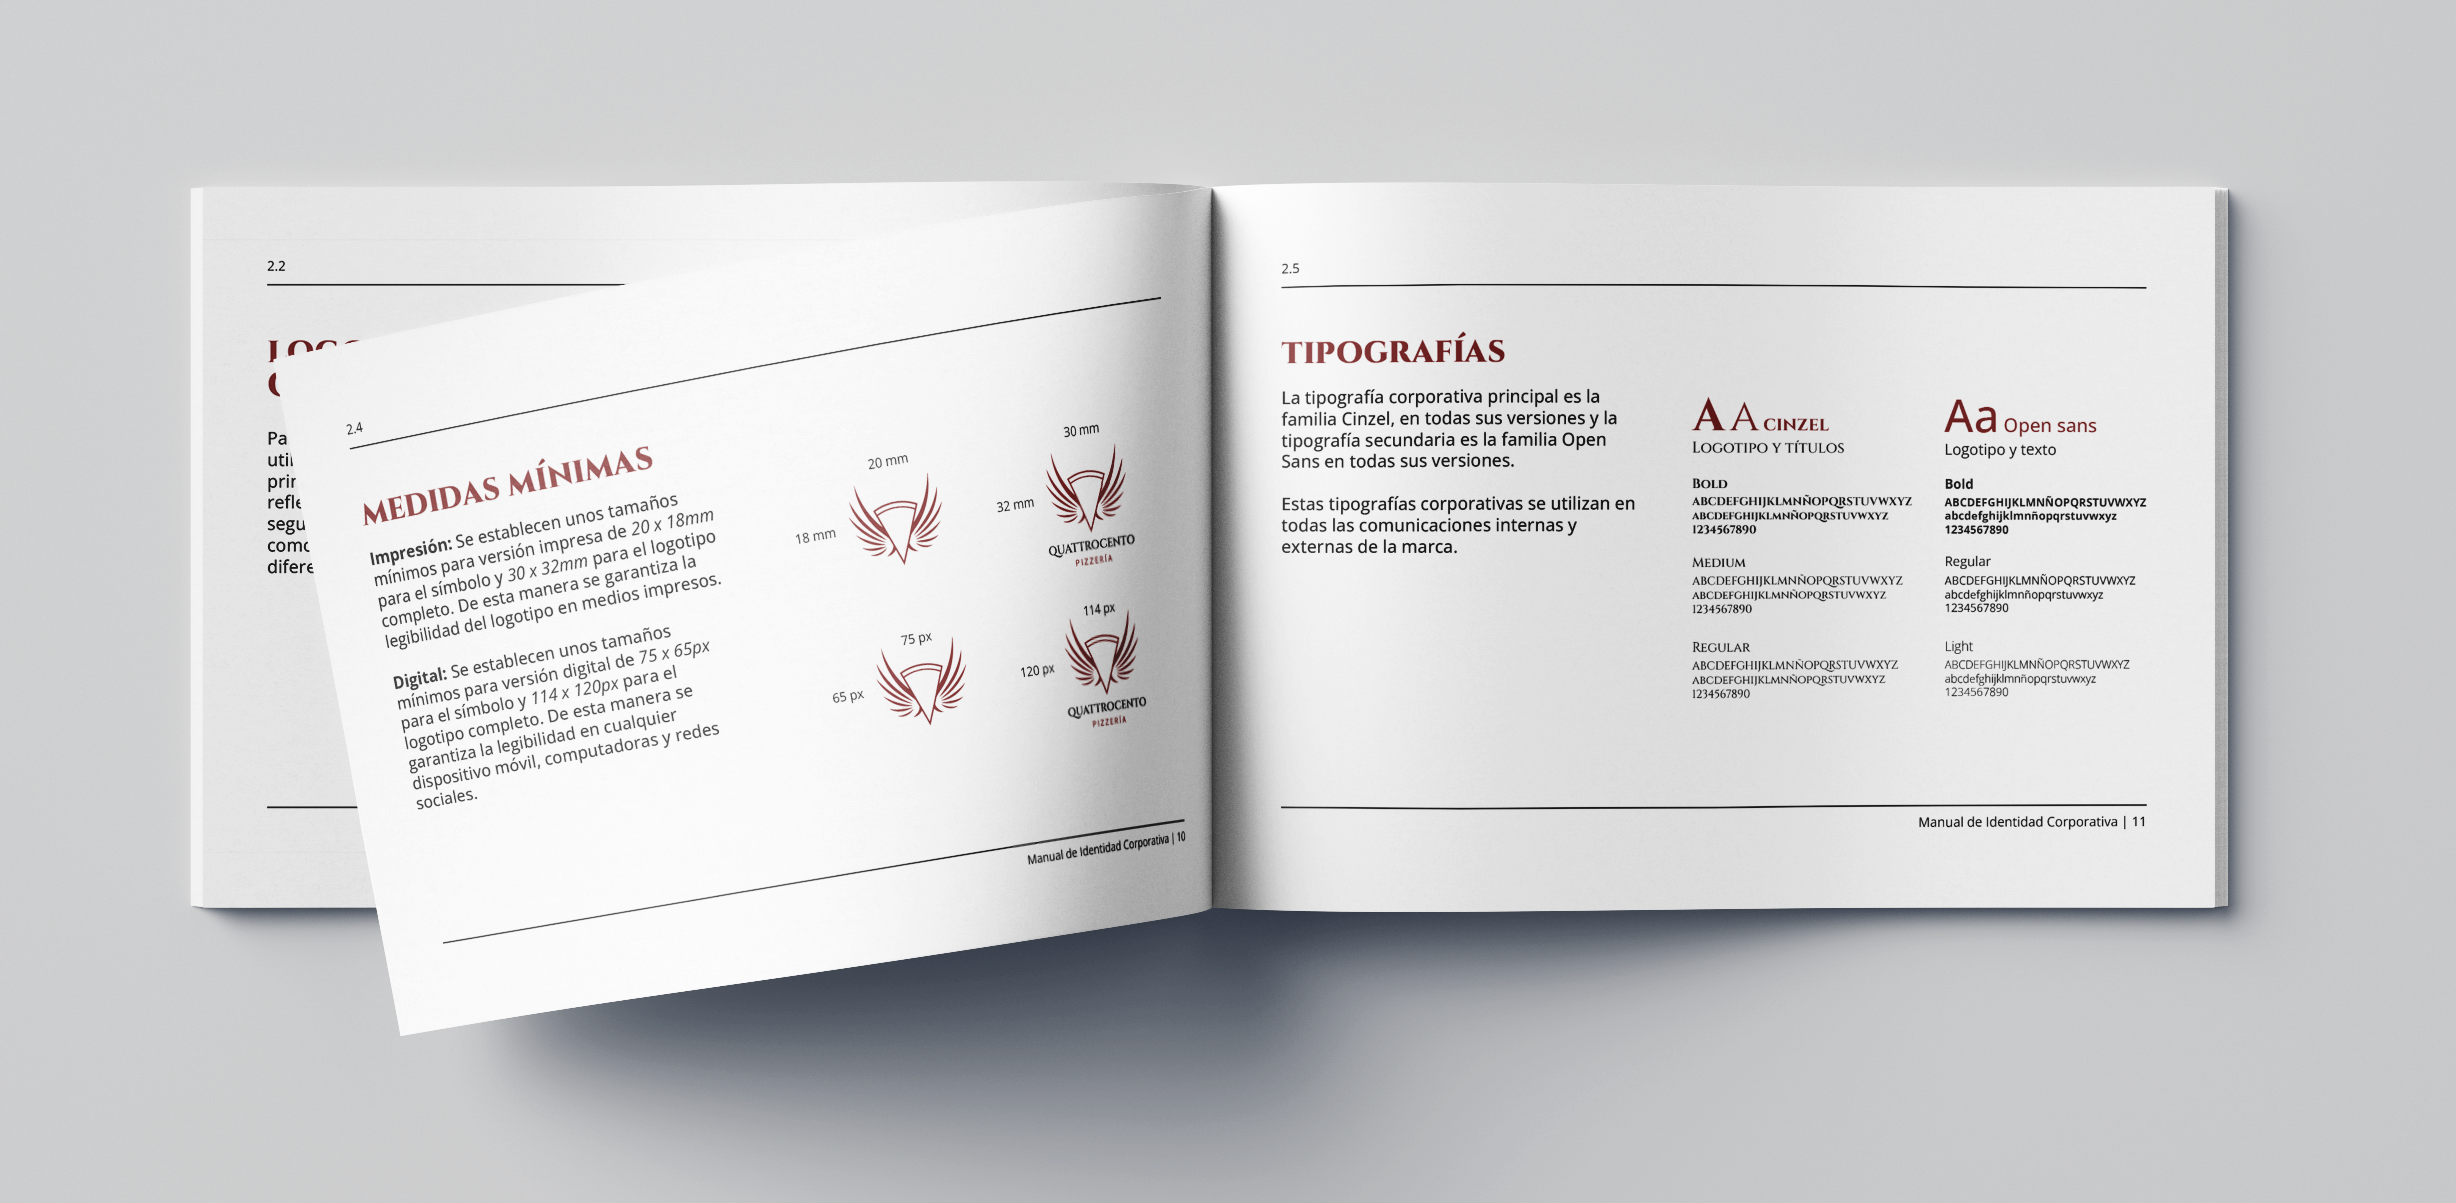 2.2
2.4
MEDIDAS MÍNIMAS
Impresión: Se establecen unos tamaños
mínimos para versión impresa de 20 x 18mm
para el símbolo y 30 x 32mm para el logotipo
completo. De esta manera se garantiza la
legibilidad del logotipo en medios impresos.
Digital: Se establecen unos tamaños
mínimos para versión digital de 75 x 65px
para el símbolo y 114 x 120px para el
logotipo completo. De esta manera se
garantiza la legibilidad en cualquier
dispositivo móvil, computadoras y redes
sociales.
20 mm
18 mm
30 mm
32 mm
QUATTROCENTO
PIZZERÍA
75 px
65 px
114 px
120 px
QUATTROCENTO
PIZZERÍA
Manual de Identidad Corporativa | 10
2.5
TIPOGRAFÍAS
La tipografía corporativa principal es la
familia Cinzel, en todas sus versiones y la
tipografía secundaria es la familia Open
Sans en todas sus versiones.
Estas tipografías corporativas se utilizan en
todas las comunicaciones internas y
externas de la marca.
A A CINZEL
LOGOTIPO Y TÍTULOS
BOLD
ABCDEFGHIJKLMNÑOPQRSTUVWXYZ
ABCDEFGHIJKLMNÑOPQRSTUVWXYZ
1234567890
MEDIUM
ABCDEFGHIJKLMNÑOPQRSTUVWXYZ
ABCDEFGHIJKLMNÑOPQRSTUVWXYZ
1234567890
REGULAR
ABCDEFGHIJKLMNÑOPQRSTUVWXYZ
ABCDEFGHIJKLMNÑOPQRSTUVWXYZ
1234567890
Aa Open sans
Logotipo y texto
Bold
ABCDEFGHIJKLMNÑOPQRSTUVWXYZ
abcdefghijklmnñopqrstuvwxyz
1234567890
Regular
ABCDEFGHIJKLMNÑOPQRSTUVWXYZ
abcdefghijklmnñopqrstuvwxyz
1234567890
Light
ABCDEFGHIJKLMNÑOPQRSTUVWXYZ
abcdefghijklmnñopqrstuvwxyz
1234567890
Manual de Identidad Corporativa | 11